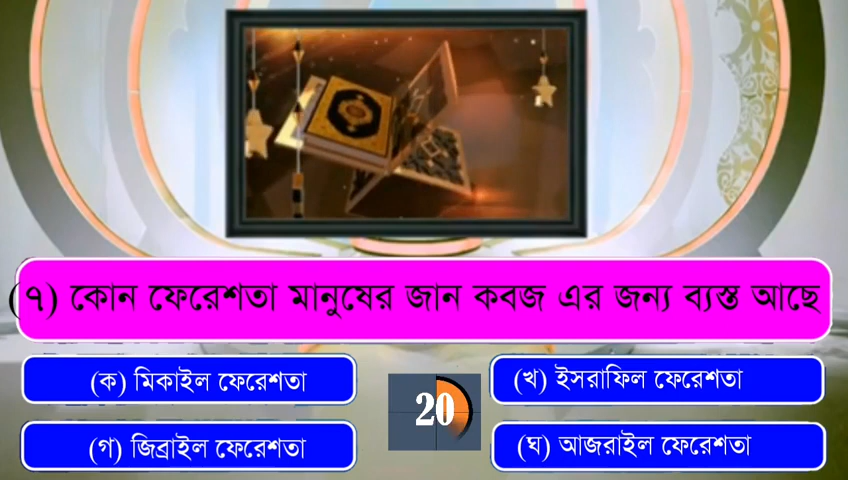 (৭) কোন ফেরেশতা মানুষের জান কবজ এর জন্য ব্যস্ত আছে
(ক) মিকাইল ফেরেশতা
(খ) ইসরাফিল ফেরেশতা
20
(গ) জিব্রাইল ফেরেশতা
(ঘ) আজরাইল ফেরেশতা